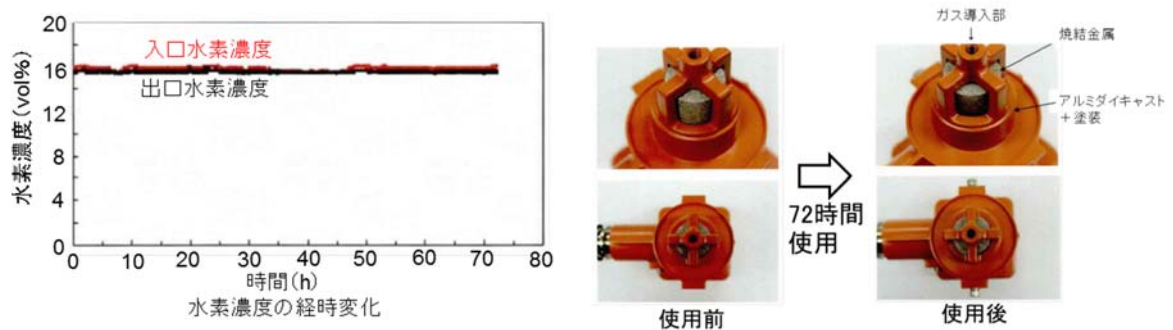 20
16
12
8
4
0
水素濃度(vol%)
入口水素濃度
出口水素濃度
0 10 20 30 40 50 60 70 80
時間(h)
水素濃度の経時変化
使用前
72時間
使用
ガス導入部
焼結金属
アルミダイキャスト
+塗装
使用後